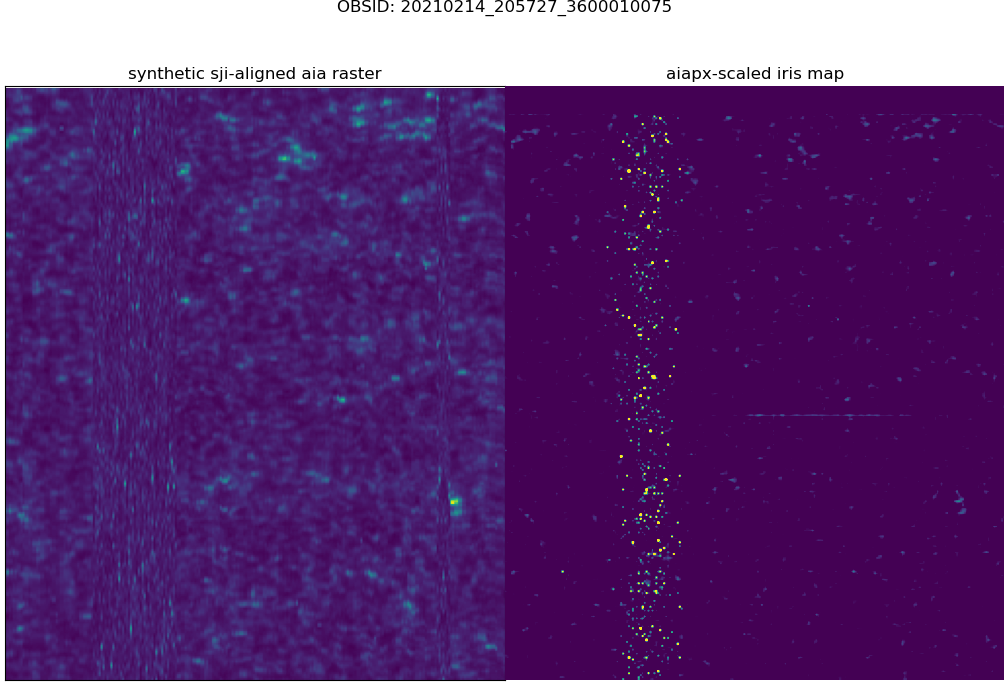 OBSID: 20210214_205727_3600010075
synthetic sji-aligned aia raster
aiapx-scaled iris map